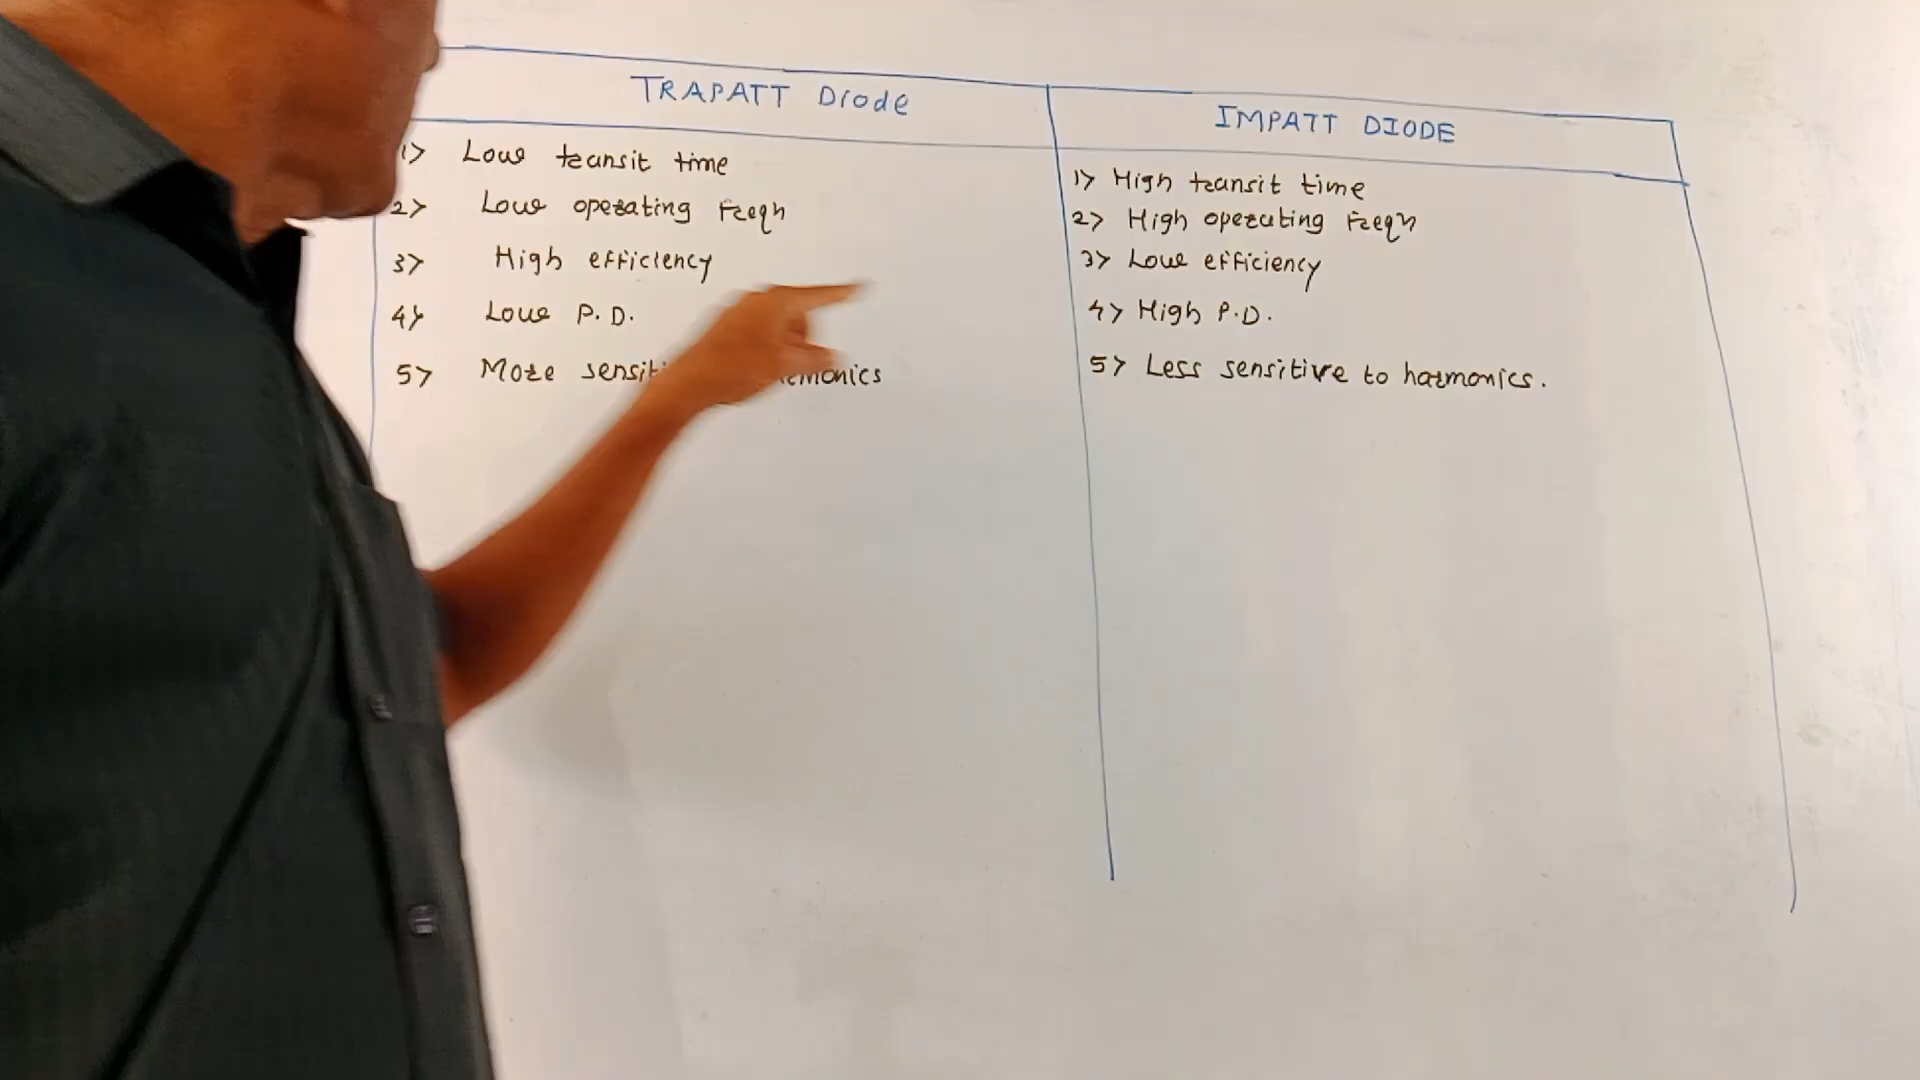 TRAPATT Diode
1> Low transit time
2> Low operating freqn
3> High efficiency
4> Low P.D.
5> More harmonics
IMPATT DIODE
1> High transit time
2> High operating freqn
3> Low efficiency
4> High P.D.
5> Less sensitive to harmonics.